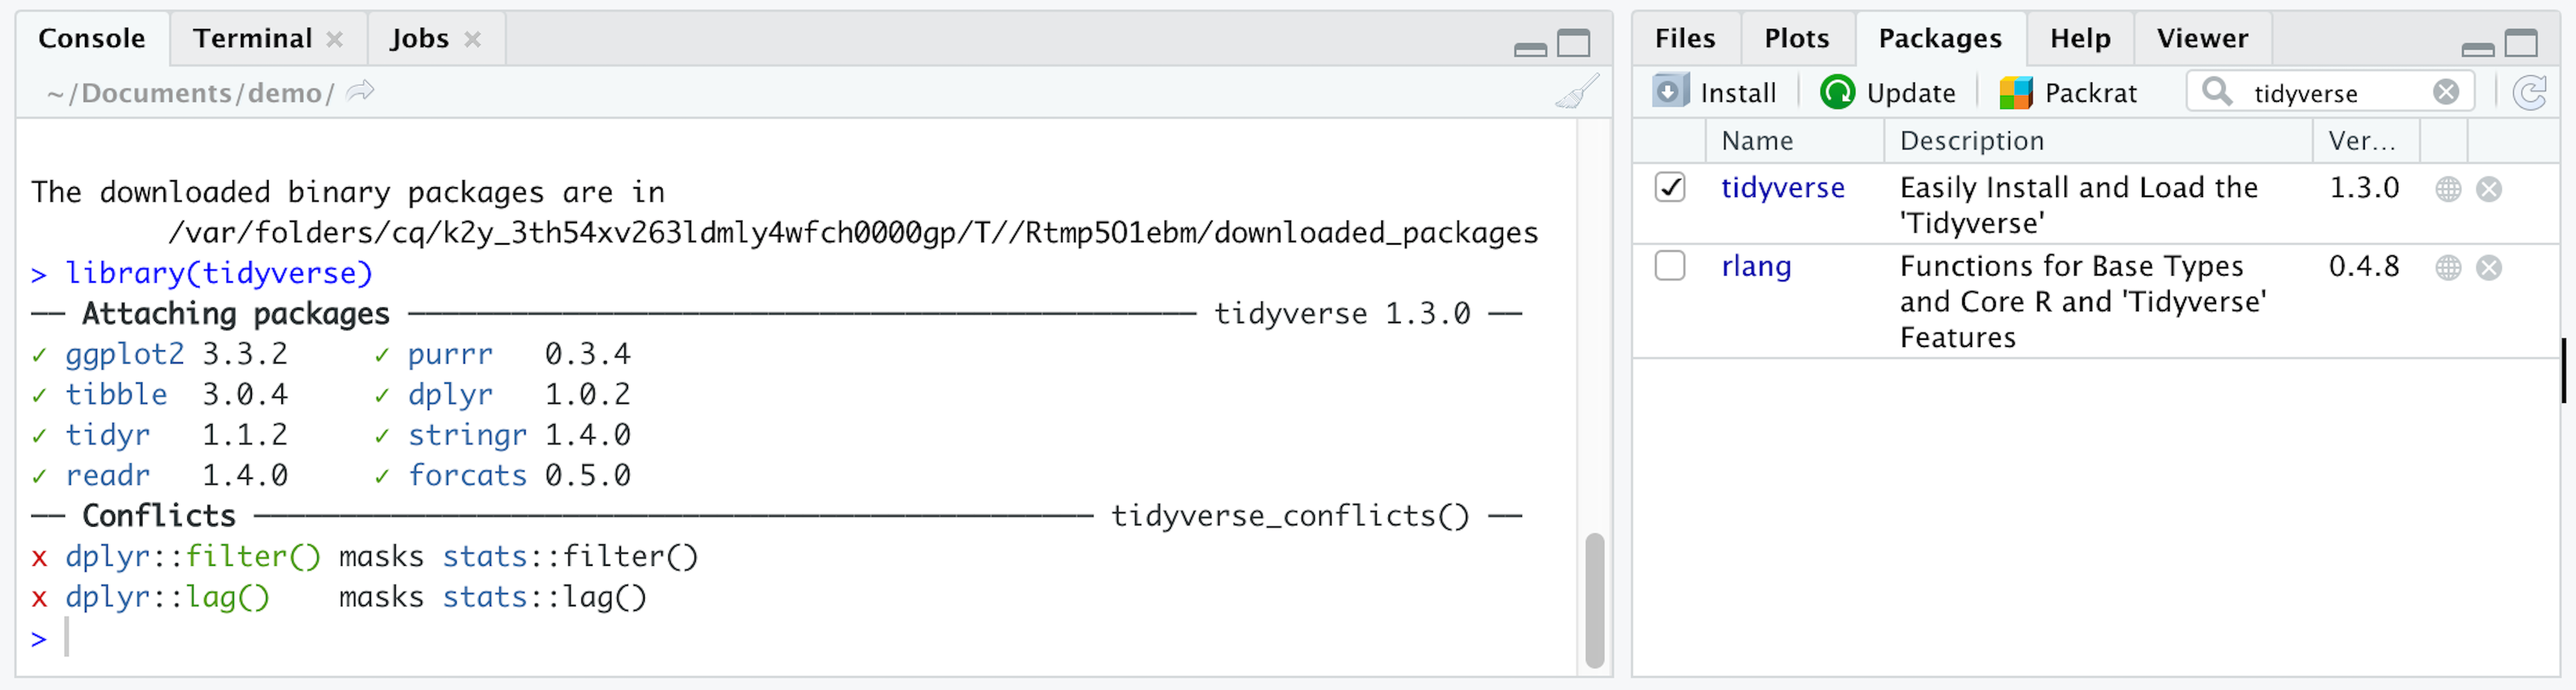 Console Terminal Jobs
~/Documents/demo/
The downloaded binary packages are in
/var/folders/cq/k2y_3th54xv263ldmly4wfch0000gp/T//RtmpSO1ebm/downloaded_packages
> library(tidyverse)
── Attaching packages ── tidyverse 1.3.0 ──
✓ ggplot2 3.3.2 ✓ purrr 0.3.4
✓ tibble 3.0.4 ✓ dplyr 1.0.2
✓ tidyr 1.1.2 ✓ stringr 1.4.0
✓ readr 1.4.0 ✓ forcats 0.5.0
── Conflicts ── tidyverse_conflicts() ──
x dplyr::filter() masks stats::filter()
x dplyr::lag() masks stats::lag()
>
Files Plots Packages Help Viewer
Install Update Packrat tidyverse
Name Description Ver...
tidyverse Easily Install and Load the 1.3.0
'Tidyverse'
rlang Functions for Base Types 0.4.8
and Core R and 'Tidyverse'
Features